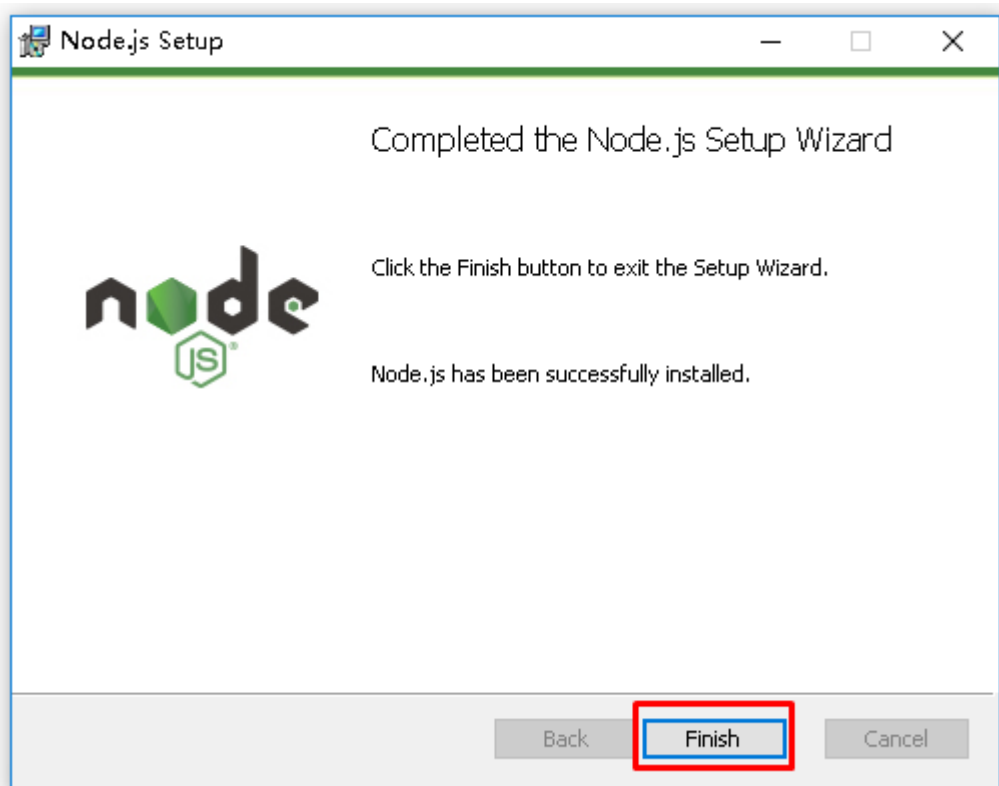 Node.js Setup
Completed the Node.js Setup Wizard
Click the Finish button to exit the Setup Wizard.
node
JS®
Node.js has been successfully installed.
Back Finish Cancel